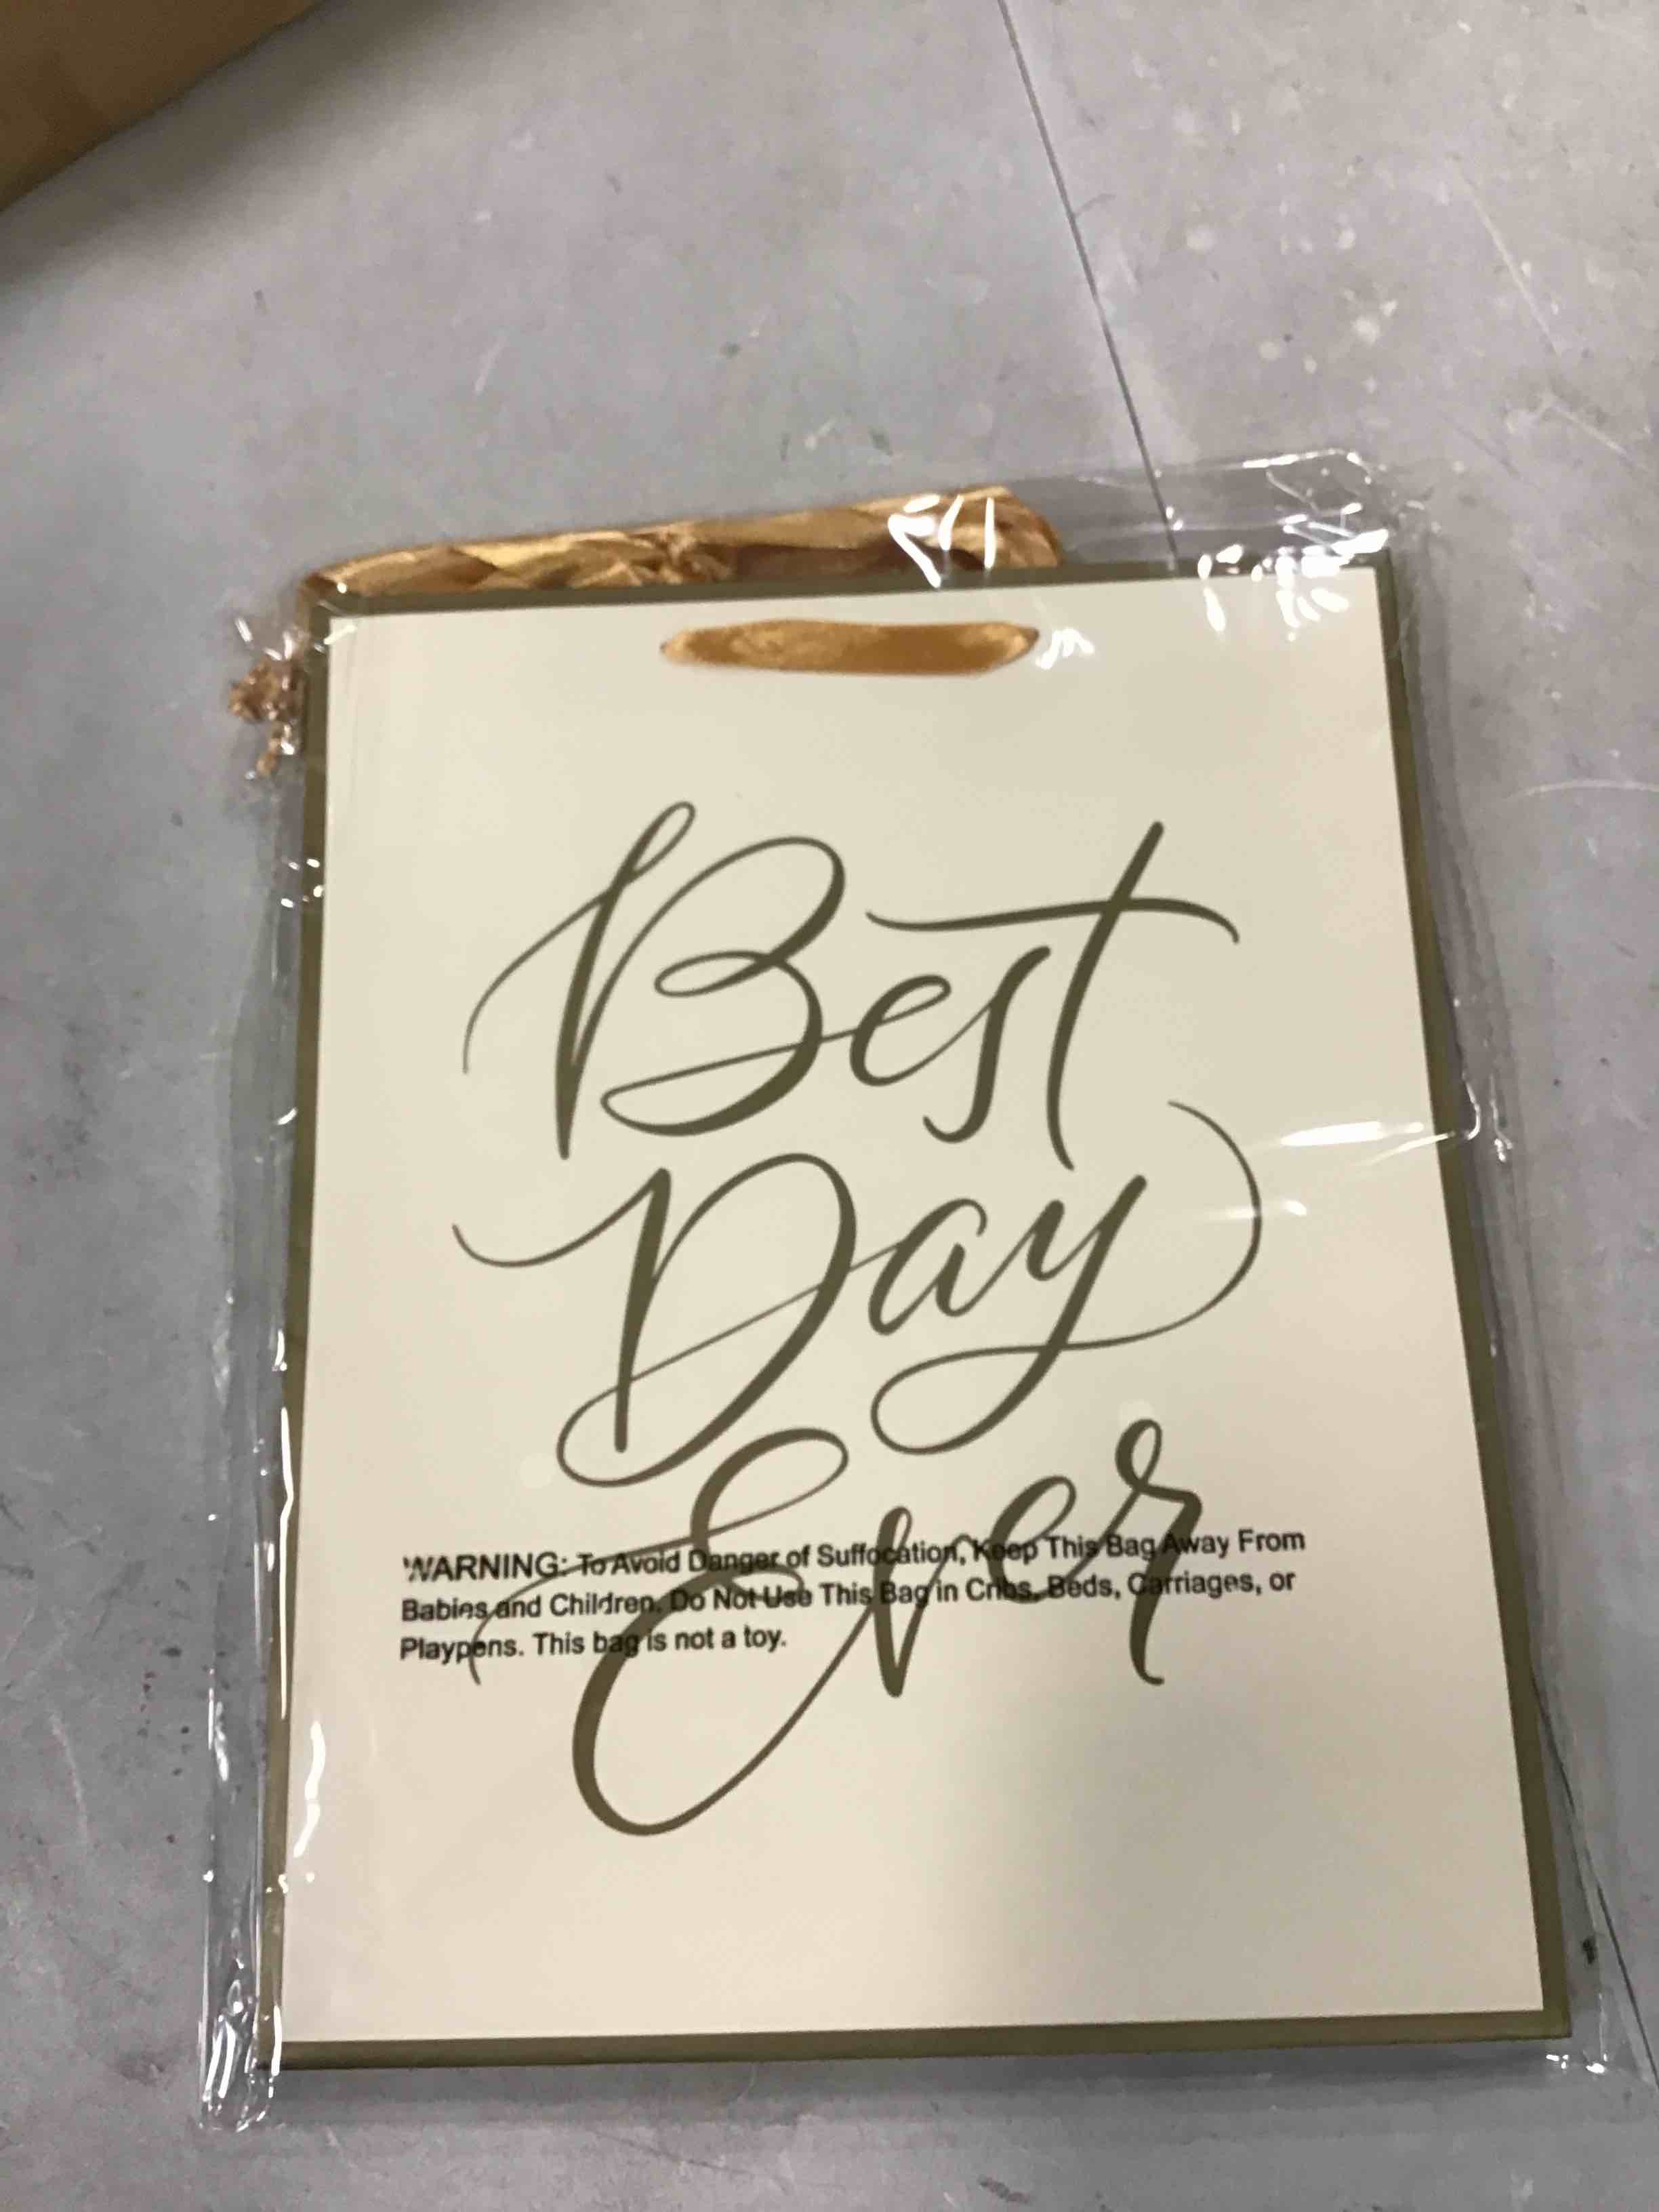 Best
Day
Ever
WARNING: To Avoid Danger of Suffocation, Keep This Bag Away From
Babies and Children. Do Not Use This Bag in Cribs, Beds, Carriages, or
Playpens. This bag is not a toy.